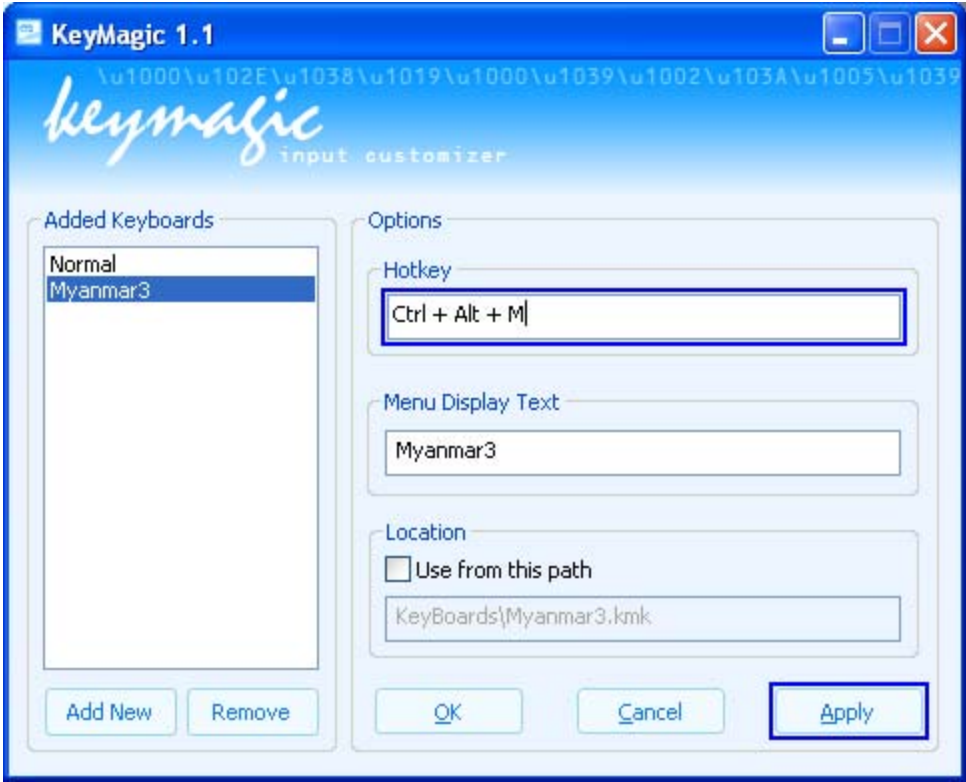 KeyMagic 1.1
\u1000\u102E\u1038\u1019\u1000\u1039\u1002\u103A\u1005\u1039
keymagic
input customizer
Added Keyboards
Normal
Myanmar3
Add New
Remove
Options
Hotkey
Ctrl + Alt + M
Menu Display Text
Myanmar3
Location
Use from this path
KeyBoards\Myanmar3.kmk
OK
Cancel
Apply